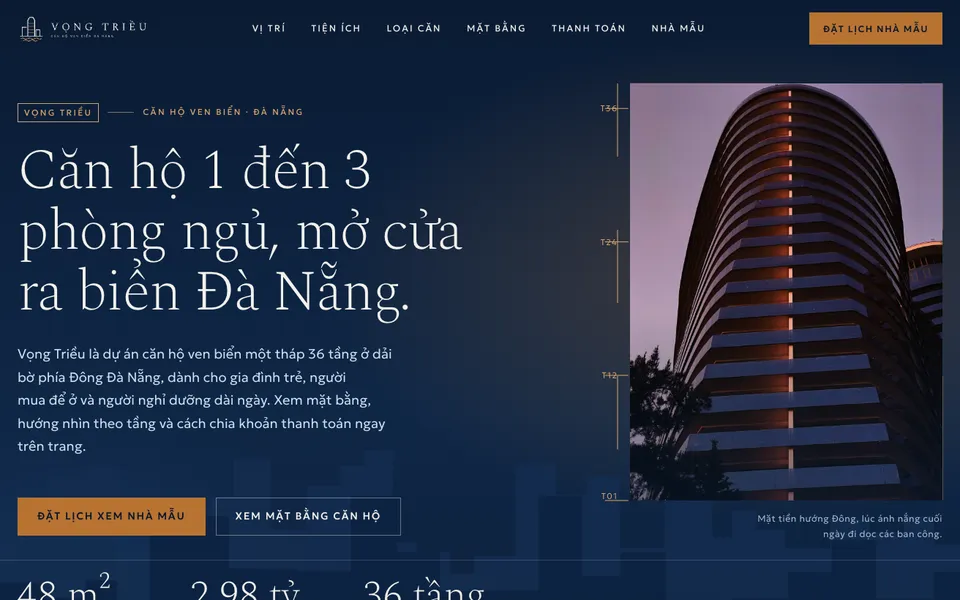 VỌNG TRIỀU
VỊ TRÍ
TIỆN ÍCH
LOẠI CĂN
MẶT BẰNG
THANH TOÁN
NHÀ MẪU
ĐẶT LỊCH NHÀ MẪU
VỌNG TRIỀU
CĂN HỘ VEN BIỂN · ĐÀ NẴNG
Căn hộ 1 đến 3
phòng ngủ, mở cửa
ra biển Đà Nẵng.
Vọng Triều là dự án căn hộ ven biển một tháp 36 tầng ở dải
bờ phía Đông Đà Nẵng, dành cho gia đình trẻ, người
mua để ở và người nghỉ dưỡng dài ngày. Xem mặt bằng,
hướng nhìn theo tầng và cách chia khoản thanh toán ngay
trên trang.
ĐẶT LỊCH XEM NHÀ MẪU
XEM MẶT BẰNG CĂN HỘ
T36
T24
T12
T01
Mặt tiền hướng Đông, lúc ánh nắng cuối
ngày đi dọc các ban công.
48 m²
2,98 tỷ
36 tầng